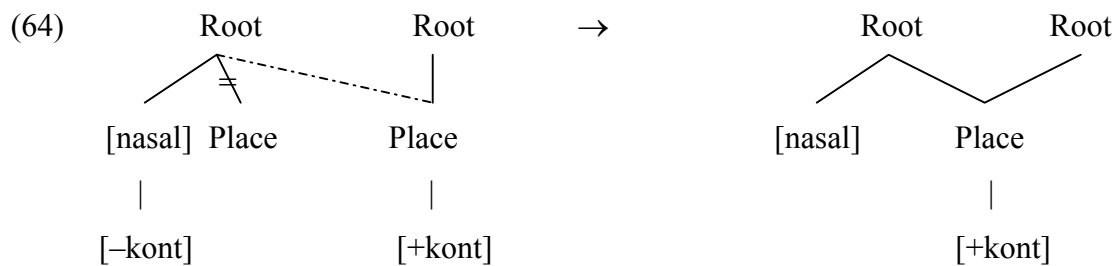 (64) Root Root → Root Root
[nasal] Place Place [nasal] Place
[–kont] [+kont] [+kont]